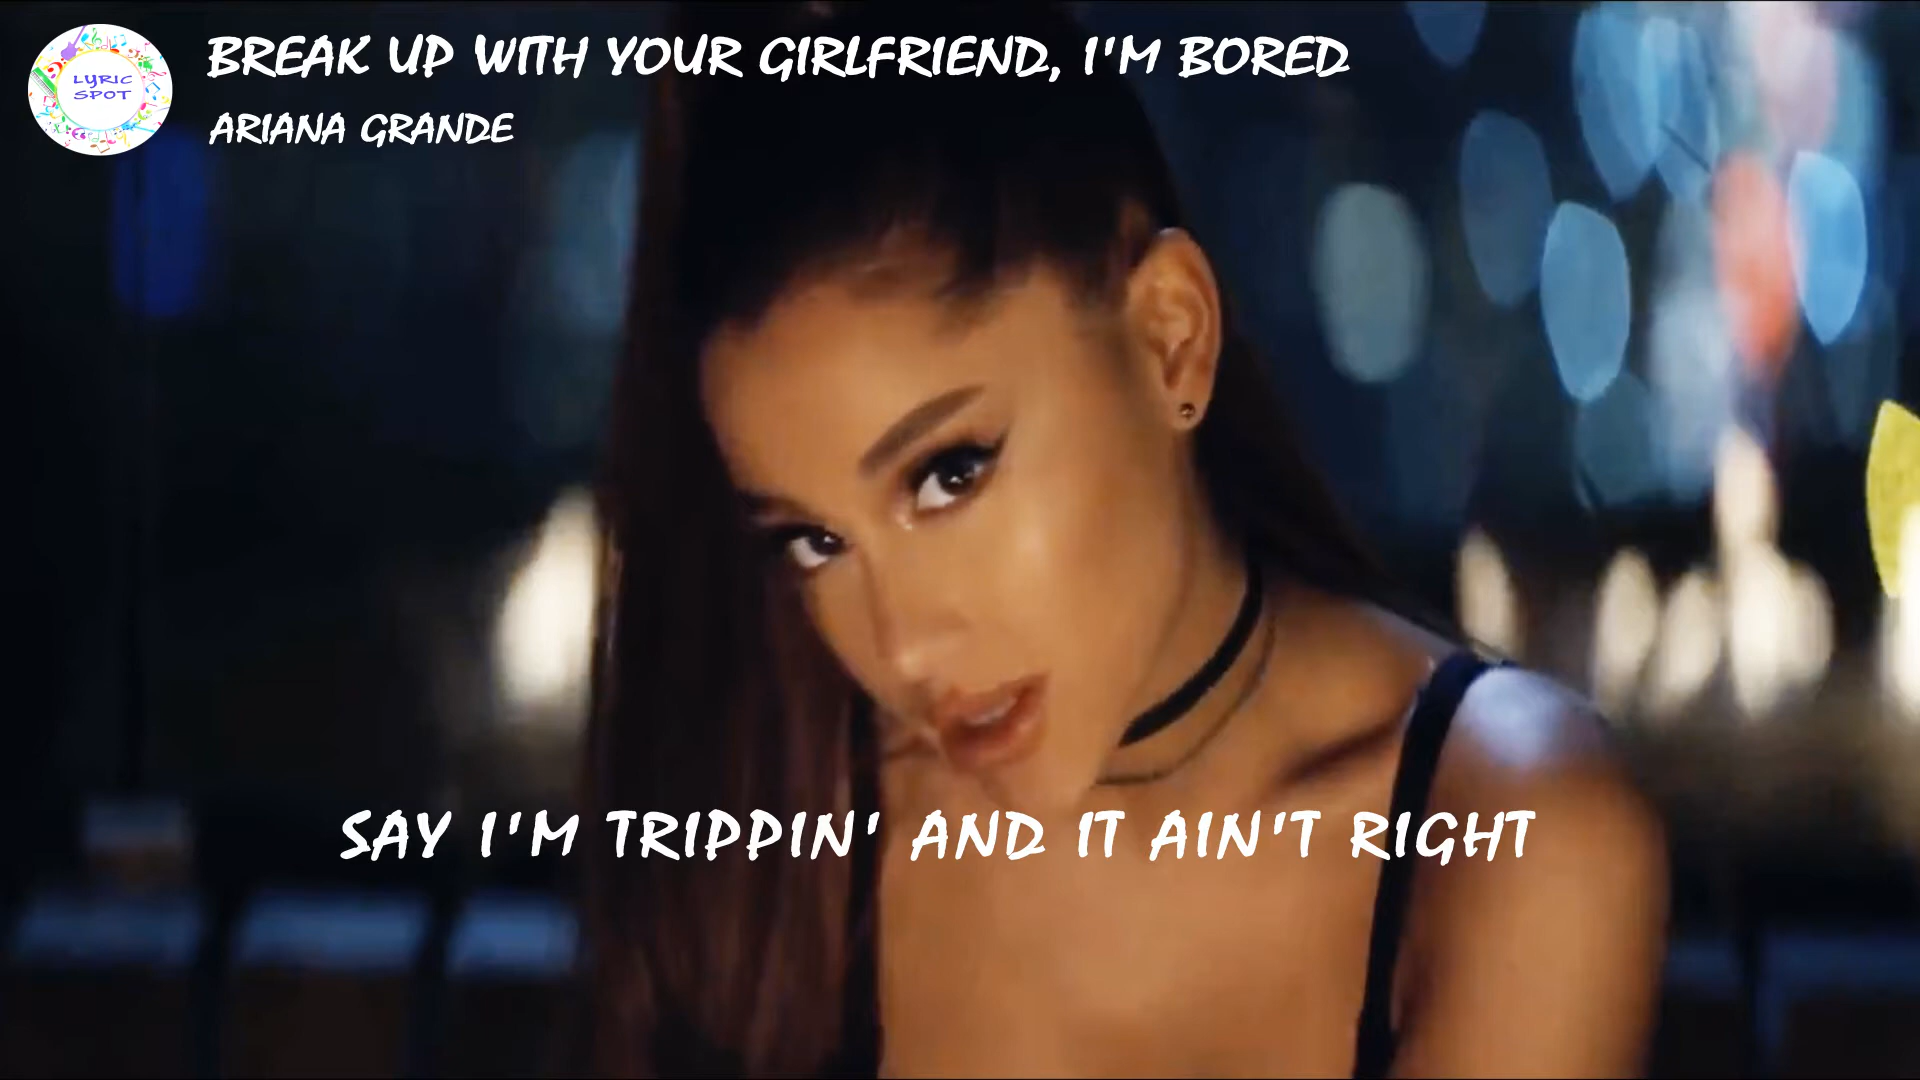 LYRIC
SPOT
BREAK UP WITH YOUR GIRLFRIEND, I'M BORED
ARIANA GRANDE
SAY I'M TRIPPIN' AND IT AIN'T RIGHT